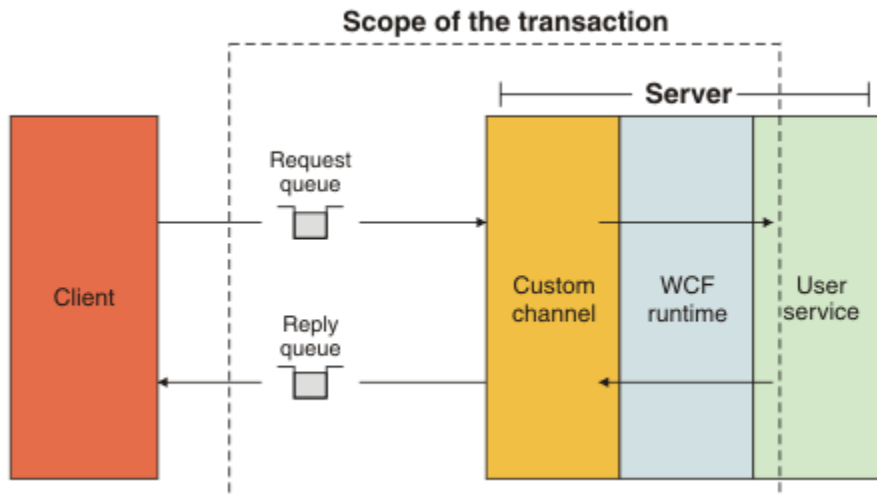 Scope of the transaction
Server
Request
queue
Client
Custom
channel
WCF
runtime
User
service
Reply
queue